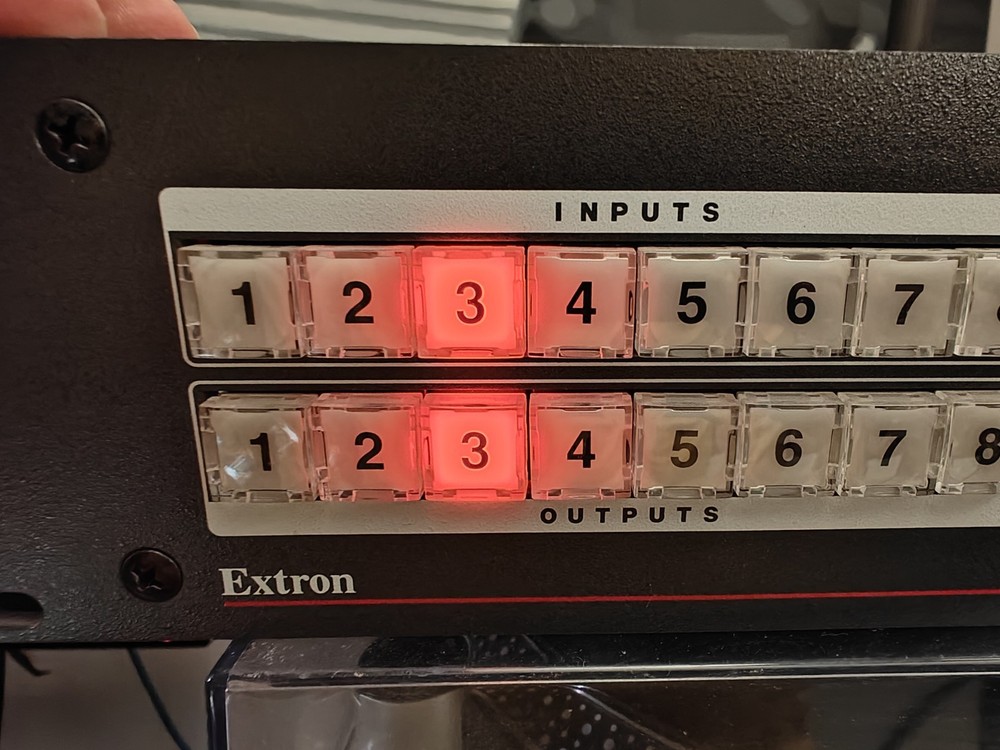 INPUTS
1 2 3 4 5 6 7
1 2 3 4 5 6 7 8
OUTPUTS
Extron